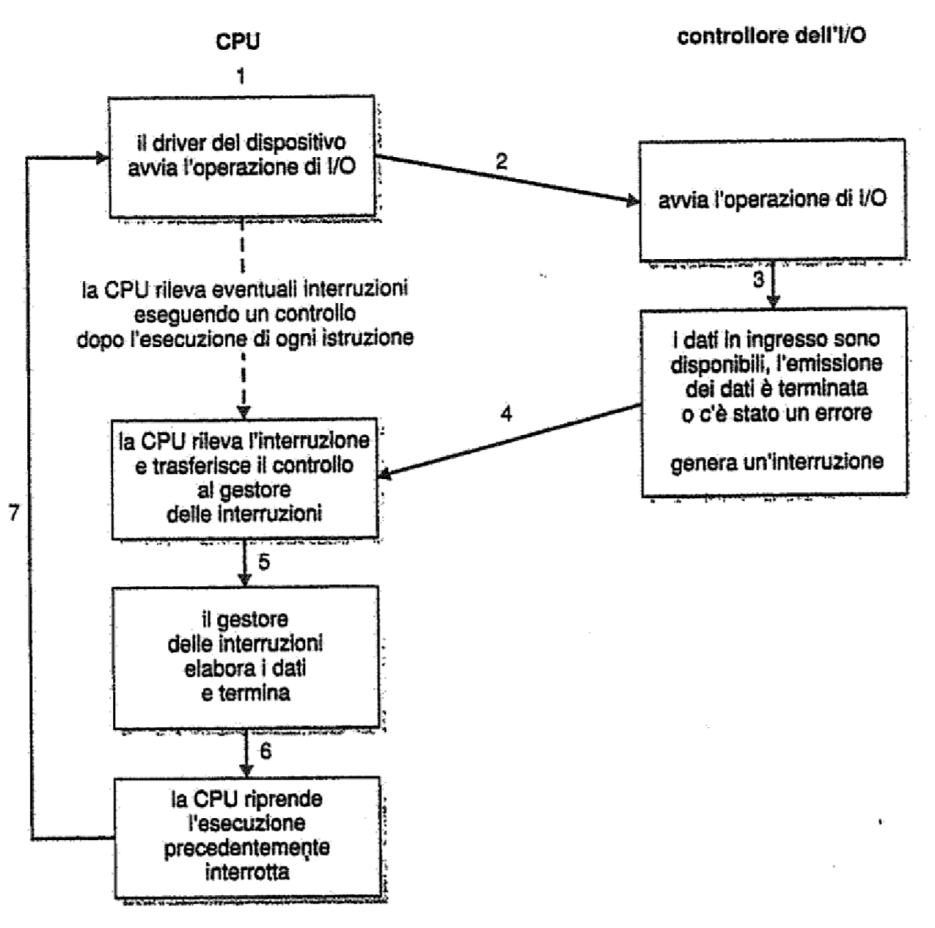 CPU
controllore dell'I/O
1
il driver del dispositivo
avvia l'operazione di I/O
2
avvia l'operazione di I/O
3
la CPU rileva eventuali interruzioni
eseguendo un controllo
dopo l'esecuzione di ogni istruzione
i dati in ingresso sono
disponibili, l'emissione
dei dati è terminata
o c'è stato un errore
genera un'interruzione
4
la CPU rileva l'interruzione
e trasferisce il controllo
al gestore
delle interruzioni
7
5
il gestore
delle interruzioni
elabora i dati
e termina
6
la CPU riprende
l'esecuzione
precedentemente
interrotta